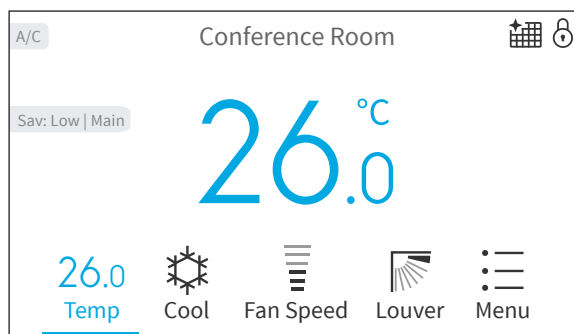 A/C
Conference Room
Sav: Low | Main
26.0 °C
26.0
Temp
Cool
Fan Speed
Louver
Menu